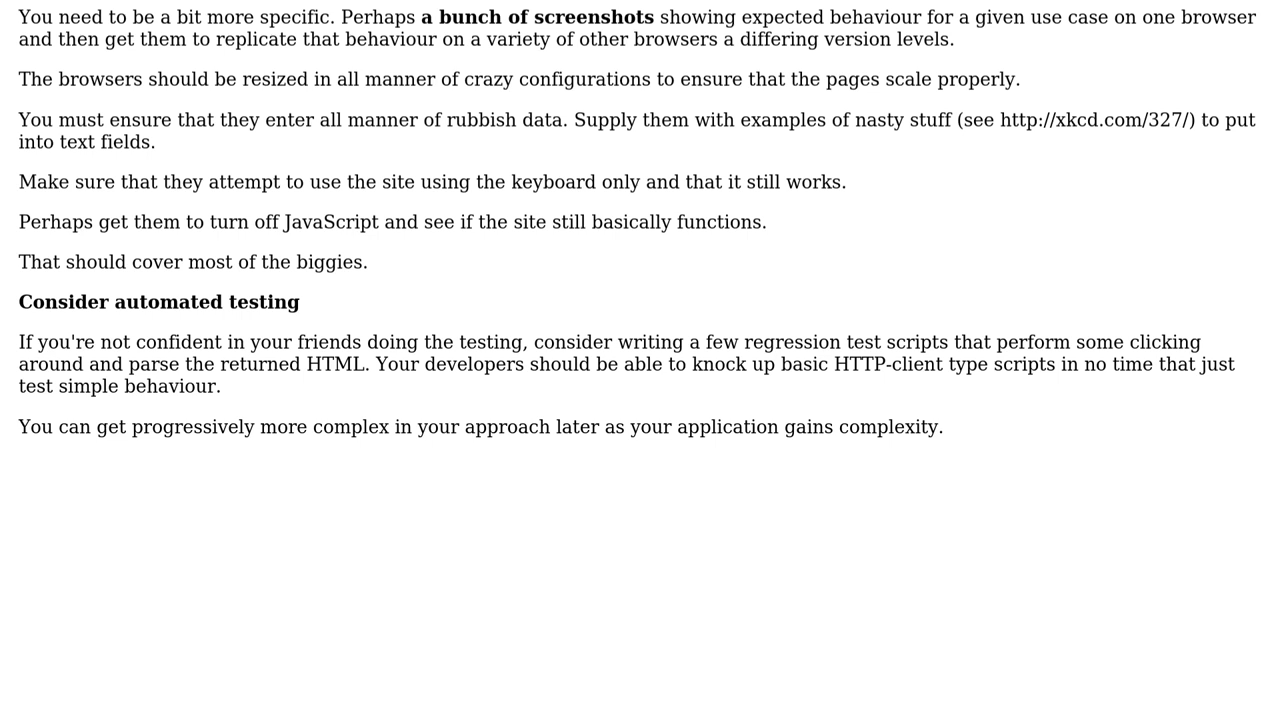 You need to be a bit more specific. Perhaps a bunch of screenshots showing expected behaviour for a given use case on one browser
and then get them to replicate that behaviour on a variety of other browsers a differing version levels.
The browsers should be resized in all manner of crazy configurations to ensure that the pages scale properly.
You must ensure that they enter all manner of rubbish data. Supply them with examples of nasty stuff (see http://xkcd.com/327/) to put
into text fields.
Make sure that they attempt to use the site using the keyboard only and that it still works.
Perhaps get them to turn off JavaScript and see if the site still basically functions.
That should cover most of the biggies.
Consider automated testing
If you're not confident in your friends doing the testing, consider writing a few regression test scripts that perform some clicking
around and parse the returned HTML. Your developers should be able to knock up basic HTTP-client type scripts in no time that just
test simple behaviour.
You can get progressively more complex in your approach later as your application gains complexity.